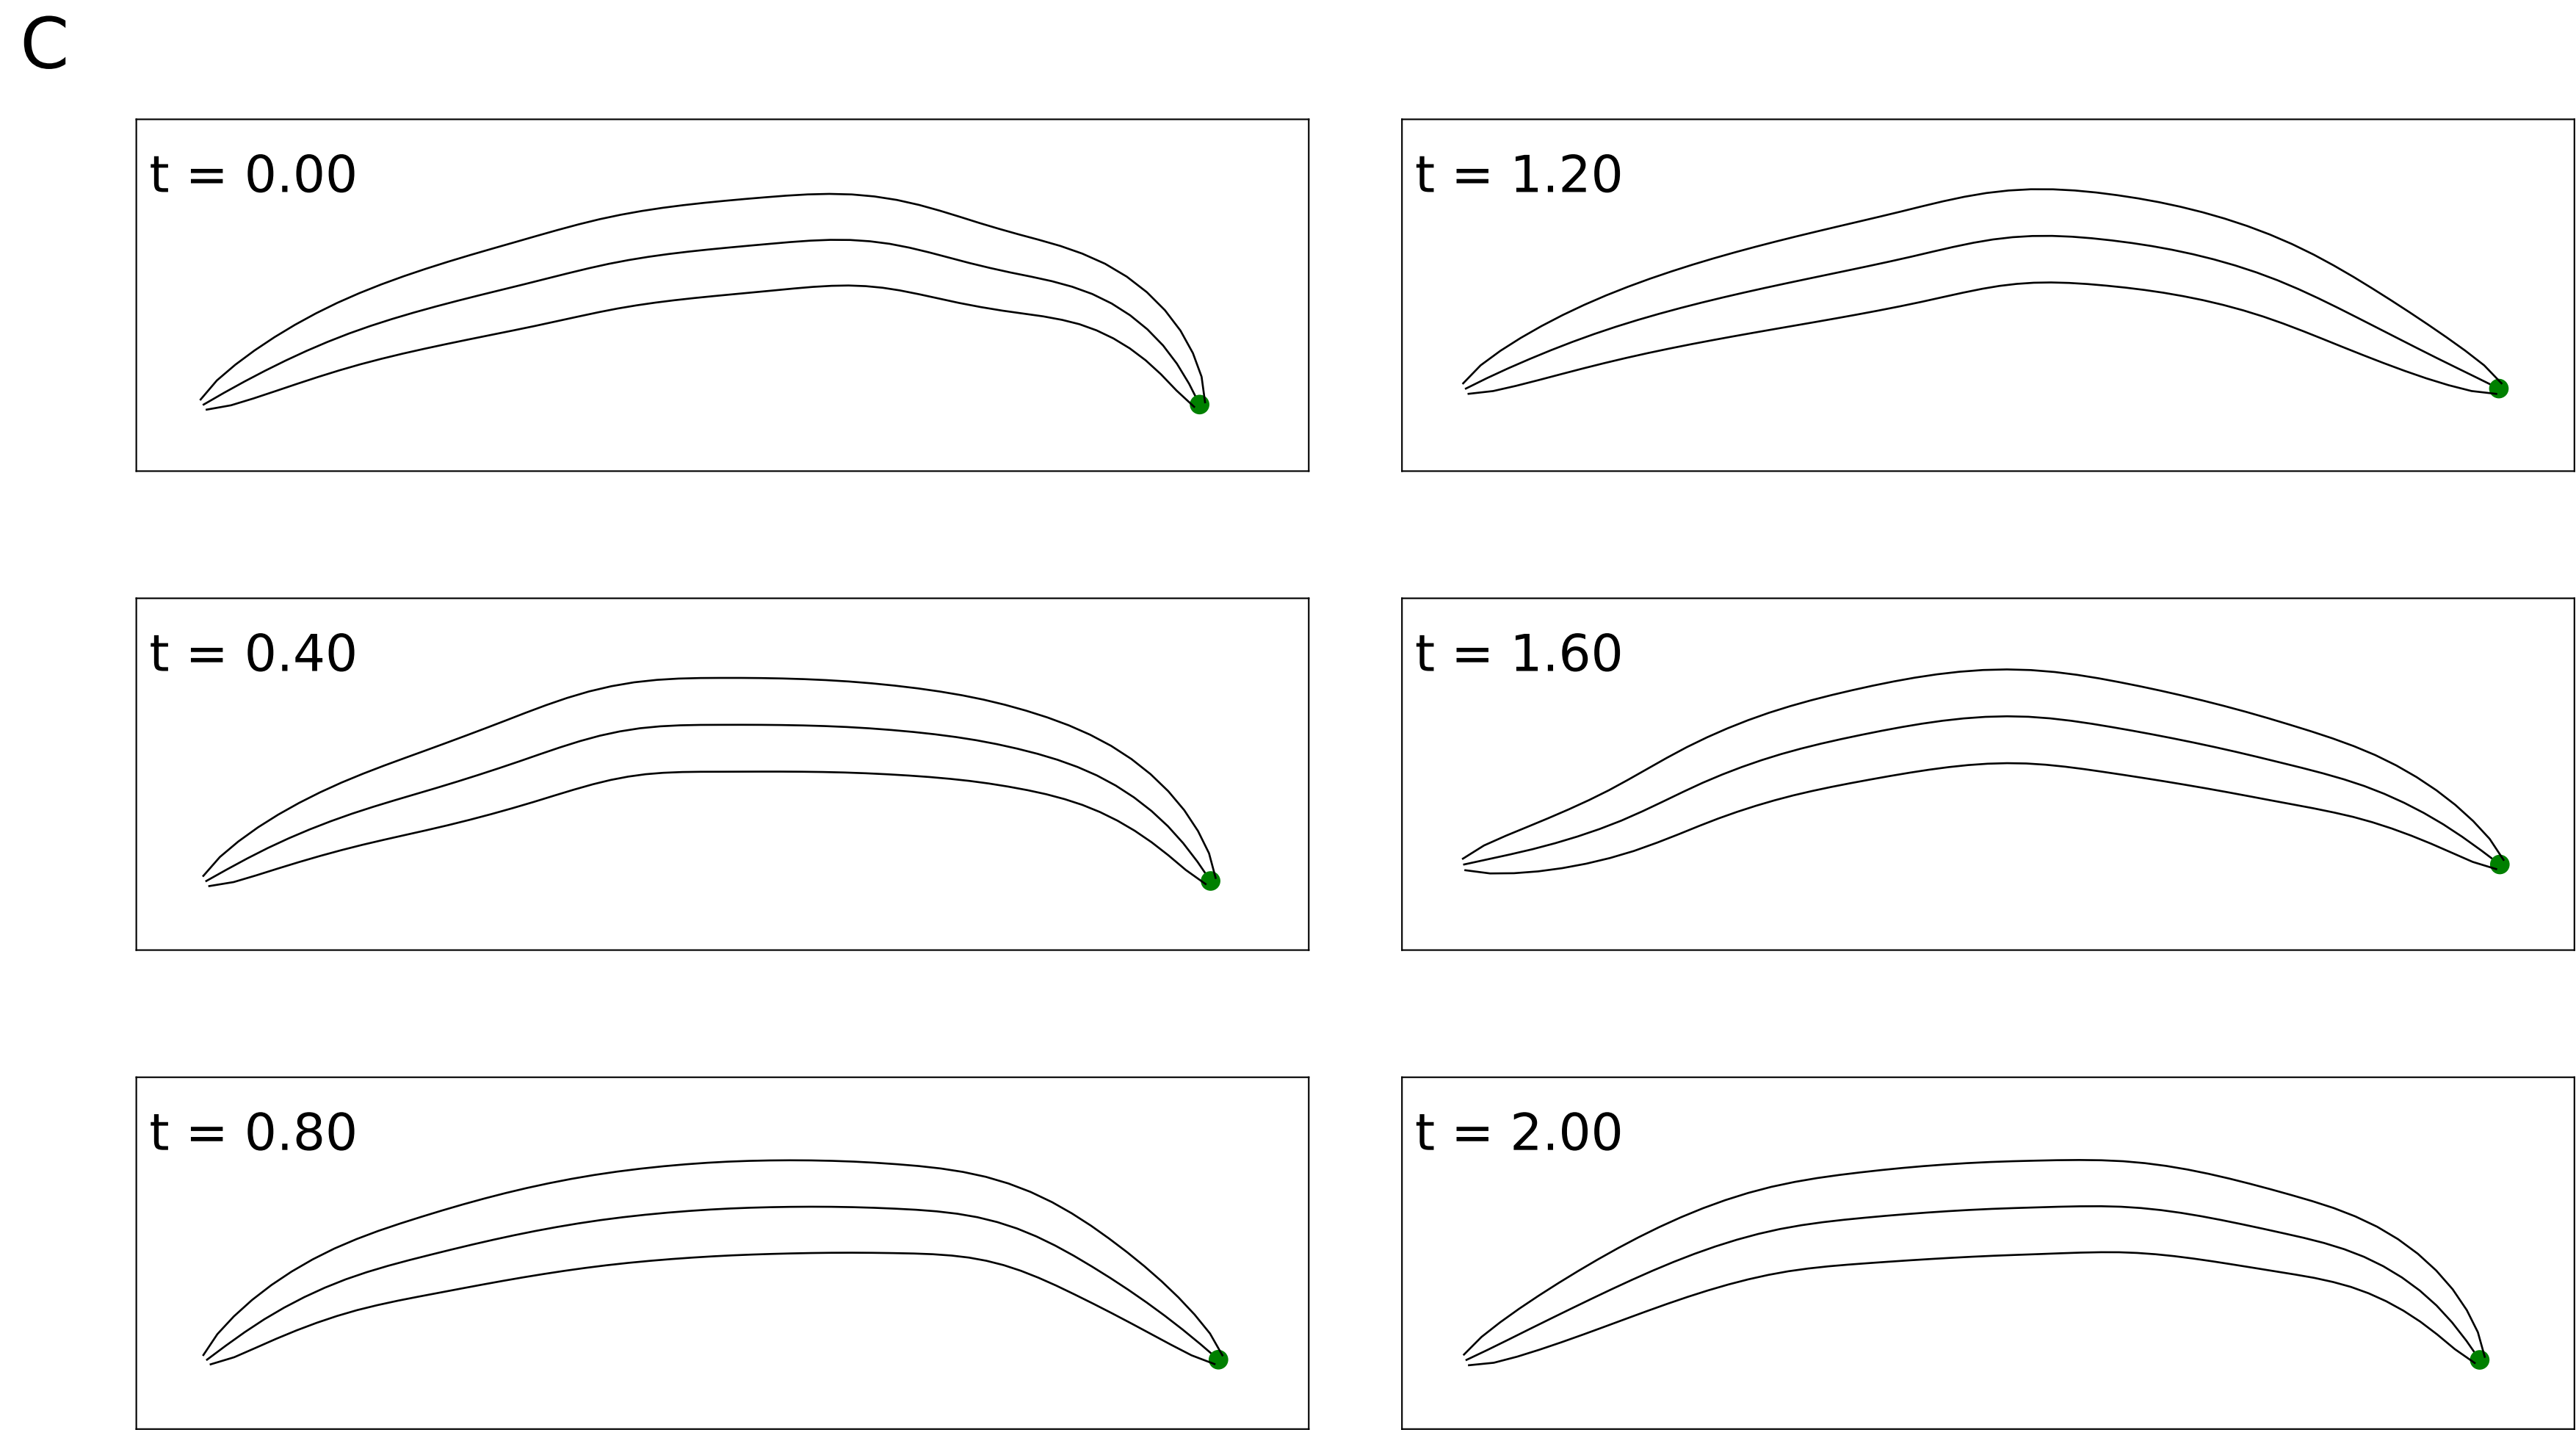 C
t = 0.00
t = 1.20
t = 0.40
t = 1.60
t = 0.80
t = 2.00